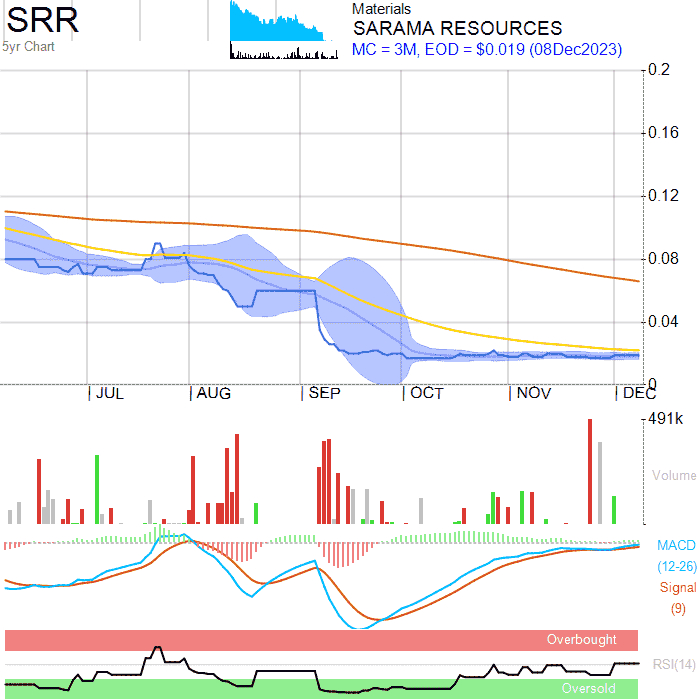 SRR
5yr Chart
Materials
SARAMA RESOURCES
MC = 3M, EOD = $0.019 (08Dec2023)
0.2
0.16
0.12
0.08
0.04
0
JUL
AUG
SEP
OCT
NOV
DEC
491k
Volume
MACD
(12-26)
Signal
(9)
Overbought
RSI(14)
Oversold